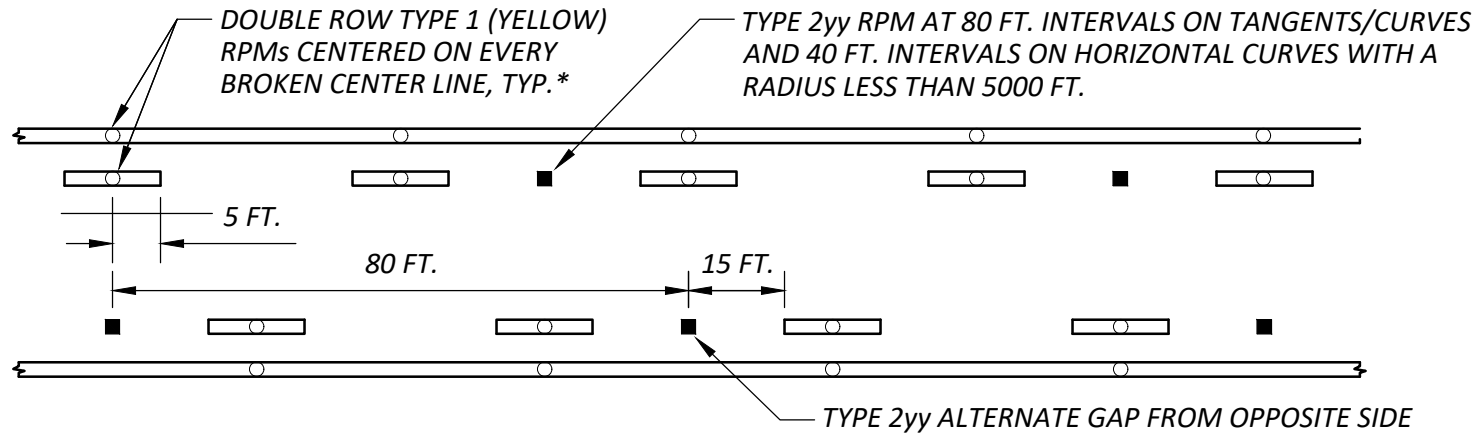 DOUBLE ROW TYPE 1 (YELLOW)
RPMs CENTERED ON EVERY
BROKEN CENTER LINE, TYP.*
TYPE 2yy RPM AT 80 FT. INTERVALS ON TANGENTS/CURVES
AND 40 FT. INTERVALS ON HORIZONTAL CURVES WITH A
RADIUS LESS THAN 5000 FT.
5 FT.
80 FT.
15 FT.
TYPE 2yy ALTERNATE GAP FROM OPPOSITE SIDE